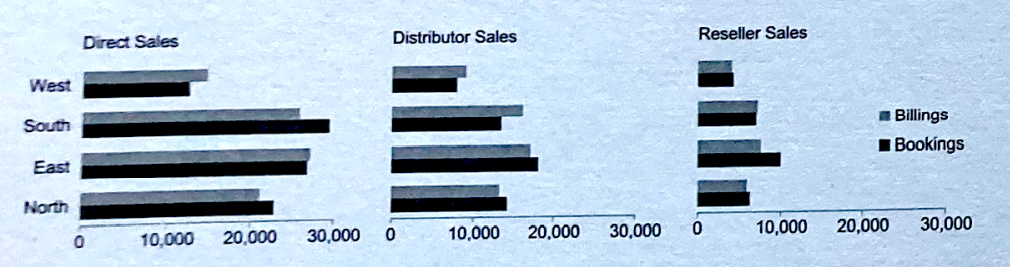 Direct Sales
Distributor Sales
Reseller Sales
West
South
East
North
Billings
Bookings
0 10,000 20,000 30,000
0 10,000 20,000 30,000
0 10,000 20,000 30,000